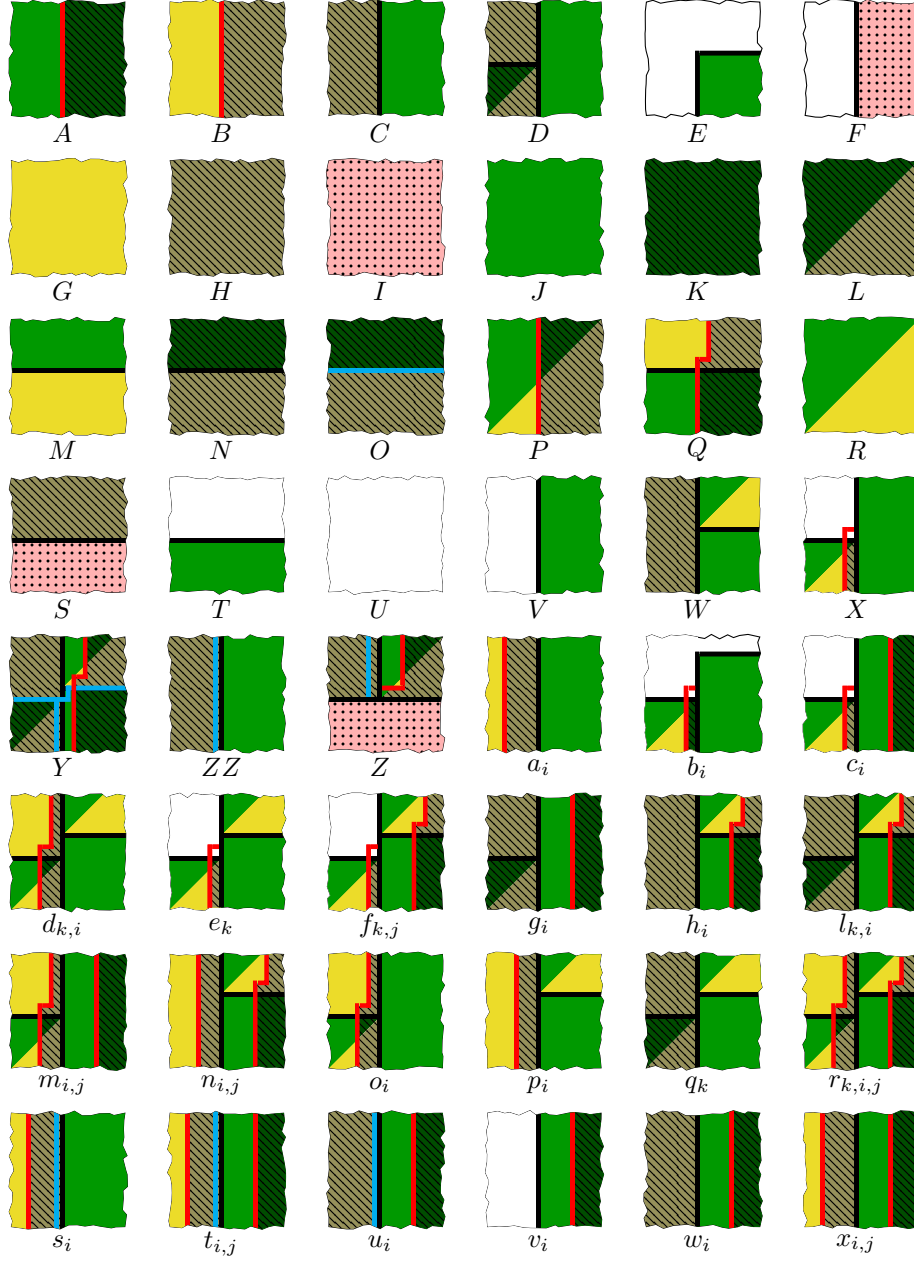 A B C D E F
G H I J K L
M N O P Q R
S T U V W X
Y ZZ Z a_i b_i c_i
d_{k,i} e_k f_{k,j} g_i h_i l_{k,i}
m_{i,j} n_{i,j} o_i p_i q_k r_{k,i,j}
s_i t_{i,j} u_i v_i w_i x_{i,j}